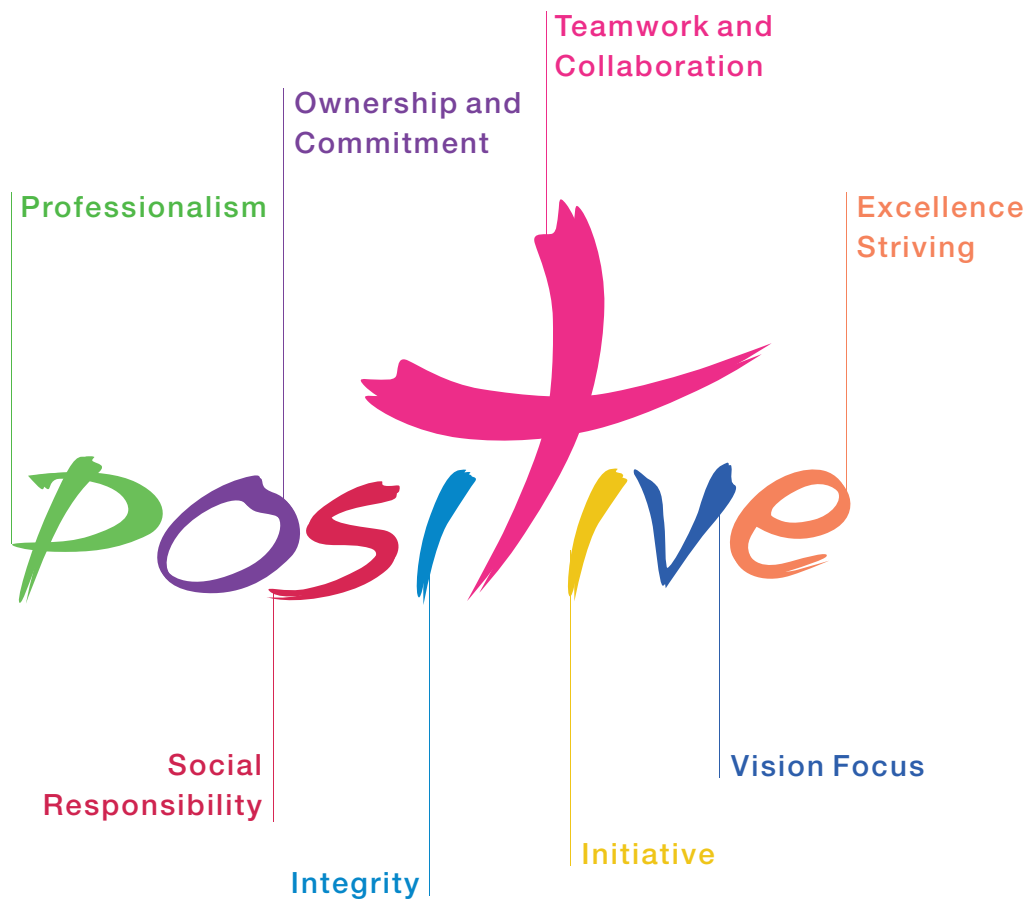 Teamwork and
Collaboration
Ownership and
Commitment
Professionalism
Excellence
Striving
Positive
Social
Responsibility
Vision Focus
Initiative
Integrity